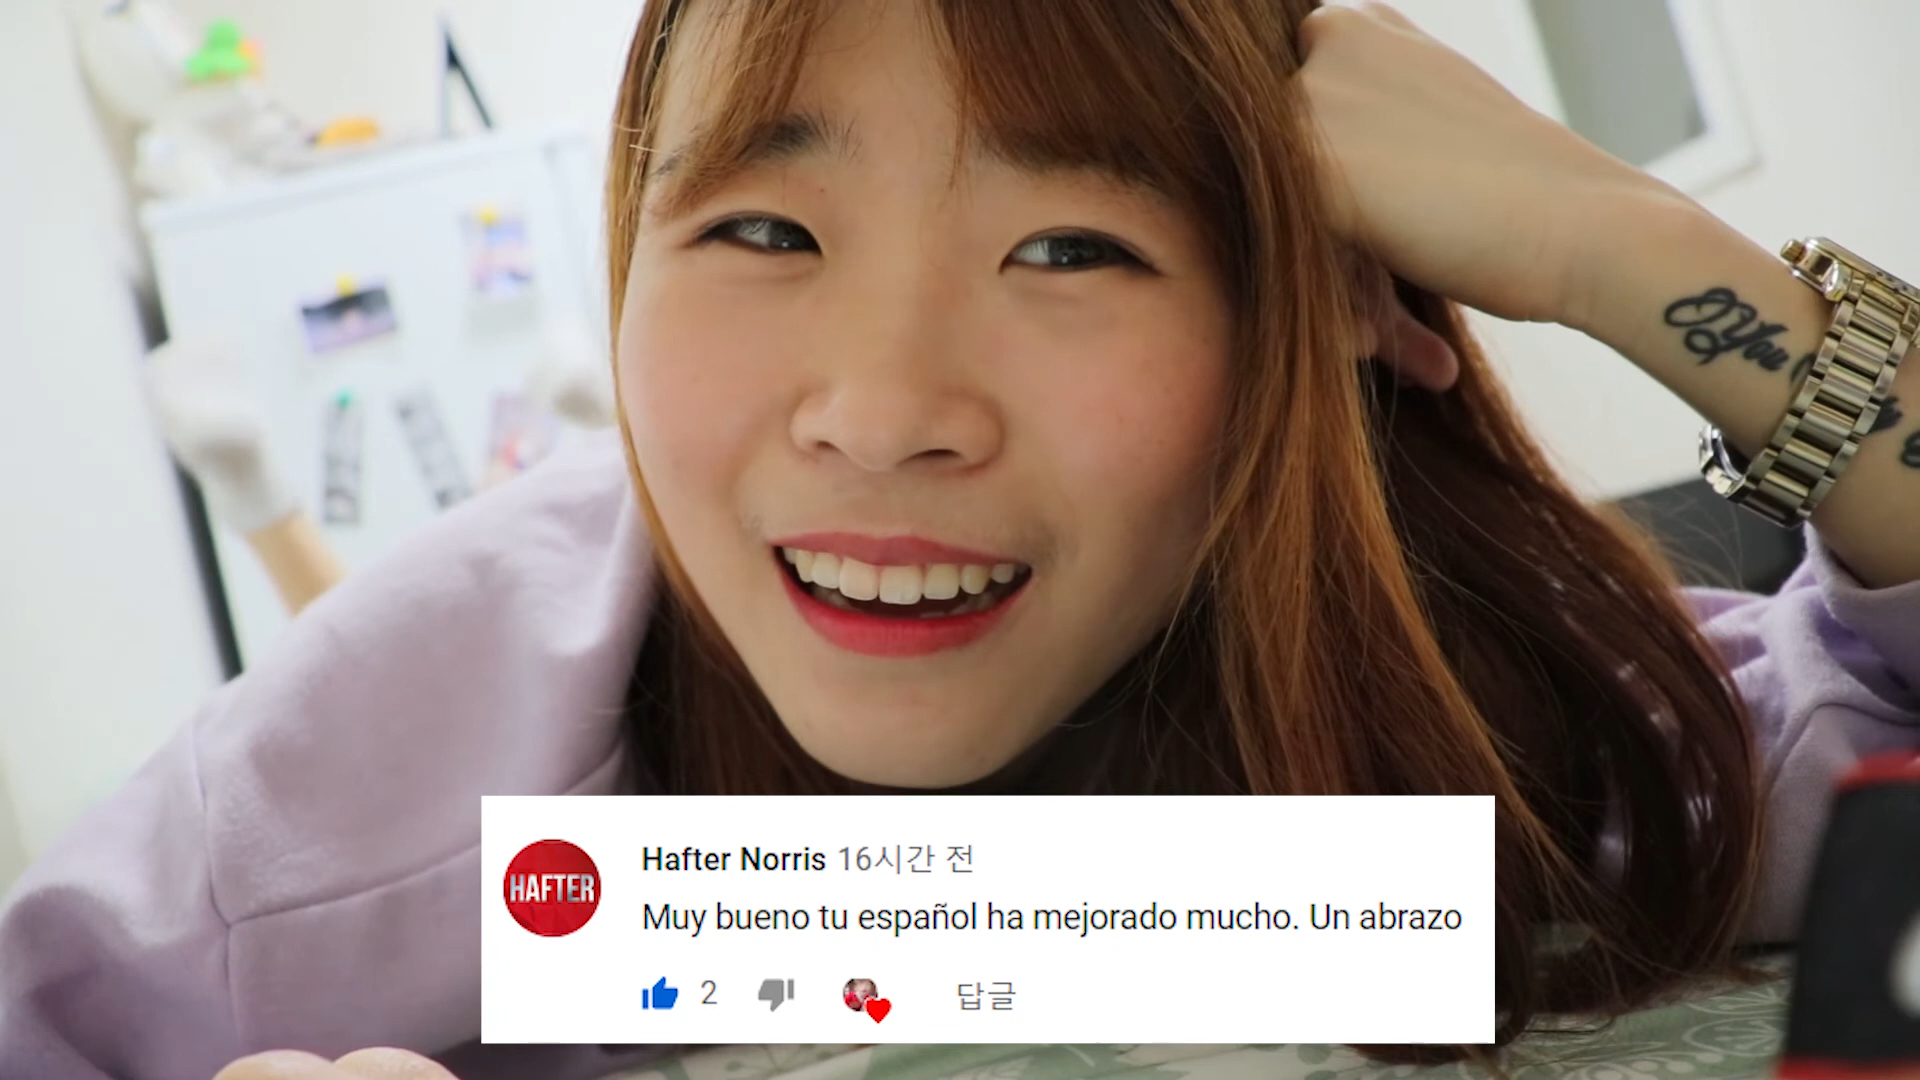 You
HAFTER
Hafter Norris 16시간 전
Muy bueno tu español ha mejorado mucho. Un abrazo
2
답글